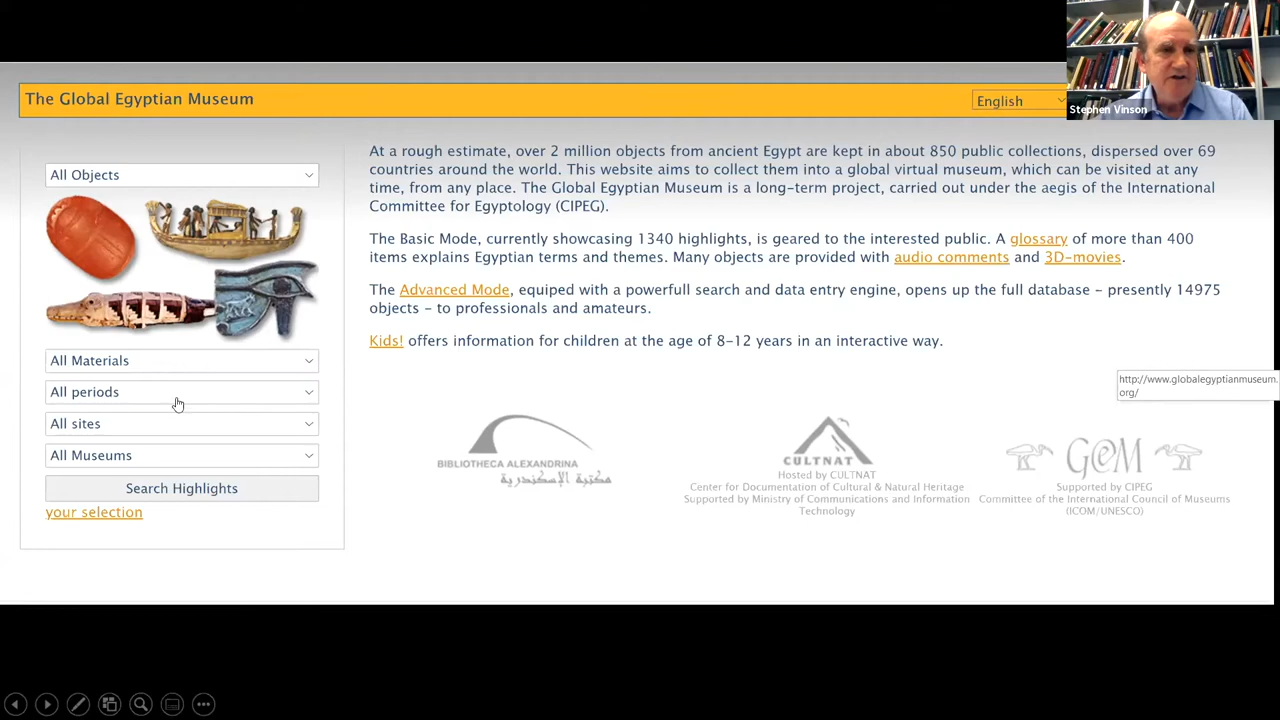 The Global Egyptian Museum
English
Stephen Vinson
All Objects
All Materials
All periods
All sites
All Museums
Search Highlights
your selection
At a rough estimate, over 2 million objects from ancient Egypt are kept in about 850 public collections, dispersed over 69
countries around the world. This website aims to collect them into a global virtual museum, which can be visited at any
time, from any place. The Global Egyptian Museum is a long-term project, carried out under the aegis of the International
Committee for Egyptology (CIPEG).
The Basic Mode, currently showcasing 1340 highlights, is geared to the interested public. A glossary of more than 400
items explains Egyptian terms and themes. Many objects are provided with audio comments and 3D-movies.
The Advanced Mode, equiped with a powerfull search and data entry engine, opens up the full database - presently 14975
objects - to professionals and amateurs.
Kids! offers information for children at the age of 8-12 years in an interactive way.
http://www.globalegyptianmuseum.
org/
BIBLIOTHECA ALEXANDRINA
مكتبة الإسكندرية
CULTNAT
Hosted by CULTNAT
Center for Documentation of Cultural & Natural Heritage
Supported by Ministry of Communications and Information
Technology
GeM
Supported by CIPEG
Committee of the International Council of Museums
(ICOM/UNESCO)